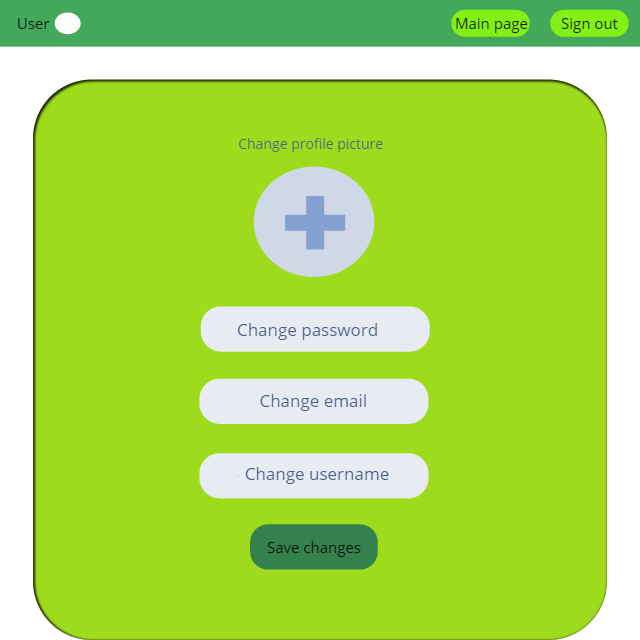 User
Main page
Sign out
Change profile picture
Change password
Change email
Change username
Save changes